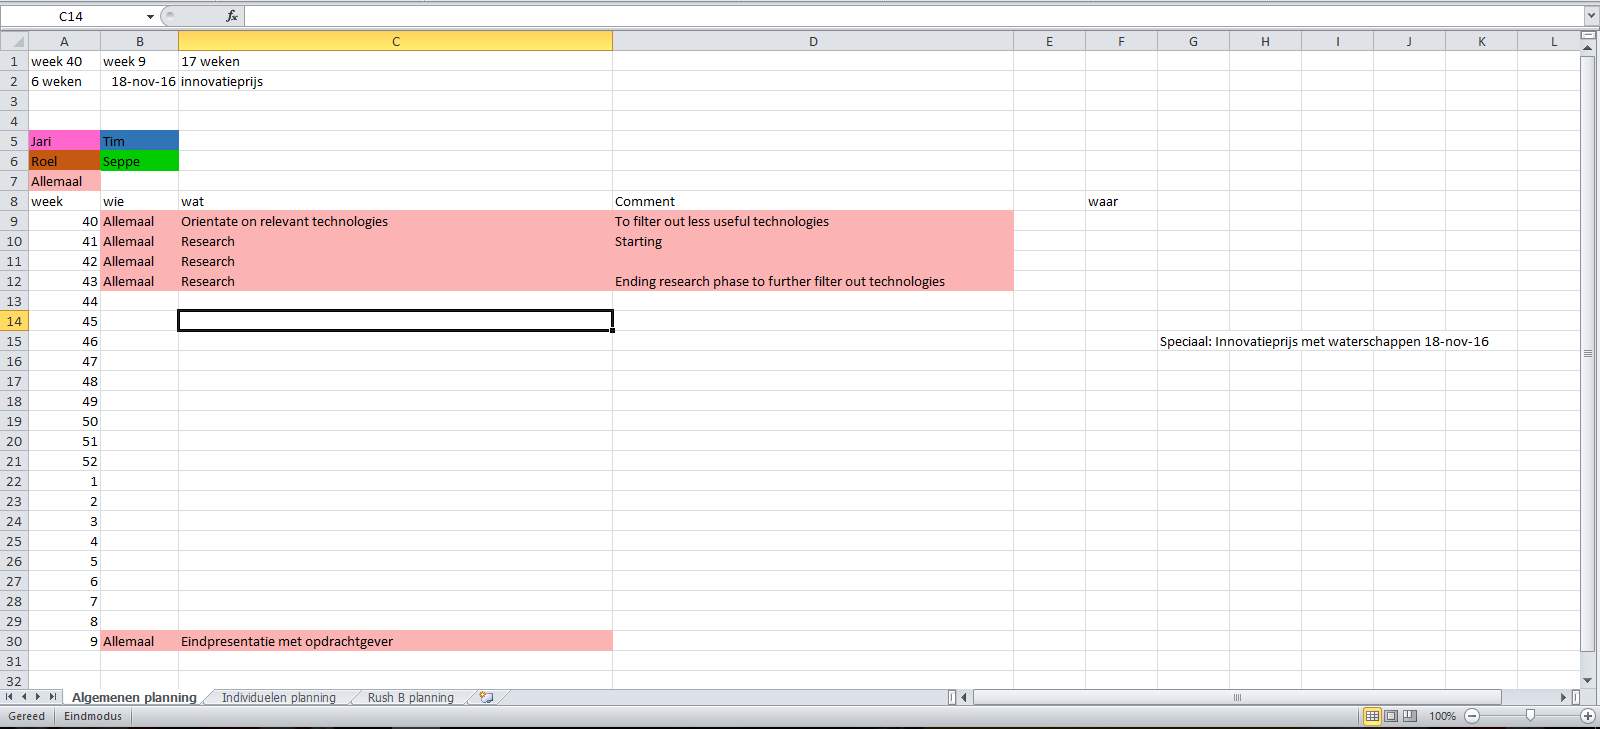 C14 fx
A B C D E F G H I J K L
1 week 40 week 9 17 weken
2 6 weken 18-nov-16 innovatieprijs
3
4
5 Jari Tim
6 Roel Seppe
7 Allemaal
8 week wie wat Comment waar
9 40 Allemaal Orientate on relevant technologies To filter out less useful technologies
10 41 Allemaal Research Starting
11 42 Allemaal Research
12 43 Allemaal Research Ending research phase to further filter out technologies
13 44
14 45
15 46 Speciaal: Innovatieprijs met waterschappen 18-nov-16
16 47
17 48
18 49
19 50
20 51
21 52
22 1
23 2
24 3
25 4
26 5
27 6
28 7
29 8
30 9 Allemaal Eindpresentatie met opdrachtgever
31
32
Algemenen planning Individuelen planning Rush B planning
Gereed Eindmodus 100%